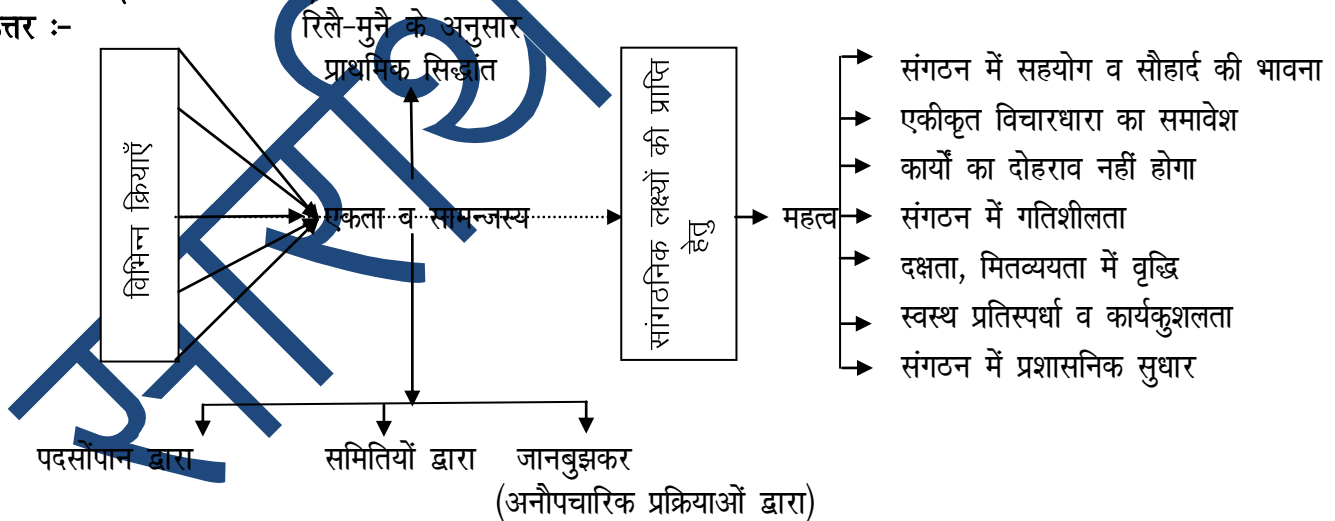 त्तर :-
रिलै-मुनै के अनुसार
प्राथमिक सिद्धांत
विभिन्न क्रियाएँ
एकता व सामन्जस्य
सांगठनिक लक्ष्यों की प्राप्ति
हेतु
महत्व
संगठन में सहयोग व सौहार्द की भावना
एकीकृत विचारधारा का समावेश
कार्यों का दोहराव नहीं होगा
संगठन में गतिशीलता
दक्षता, मितव्ययता में वृद्धि
स्वस्थ प्रतिस्पर्धा व कार्यकुशलता
संगठन में प्रशासनिक सुधार
पदसोंपान द्वारा
समितियों द्वारा
जानबुझकर
(अनौपचारिक प्रक्रियाओं द्वारा)